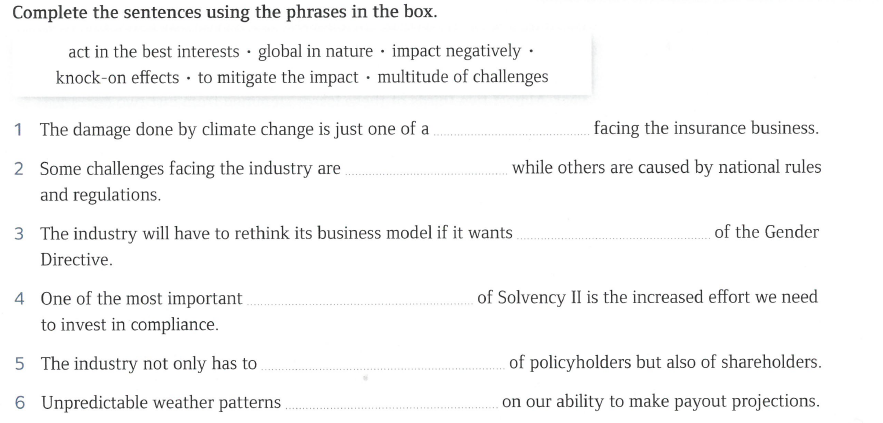 Complete the sentences using the phrases in the box.
act in the best interests · global in nature · impact negatively ·
knock-on effects · to mitigate the impact · multitude of challenges
1 The damage done by climate change is just one of a ........................ facing the insurance business.
2 Some challenges facing the industry are ........................ while others are caused by national rules
and regulations.
3 The industry will have to rethink its business model if it wants ........................ of the Gender
Directive.
4 One of the most important ........................ of Solvency II is the increased effort we need
to invest in compliance.
5 The industry not only has to ........................ of policyholders but also of shareholders.
6 Unpredictable weather patterns ........................ on our ability to make payout projections.